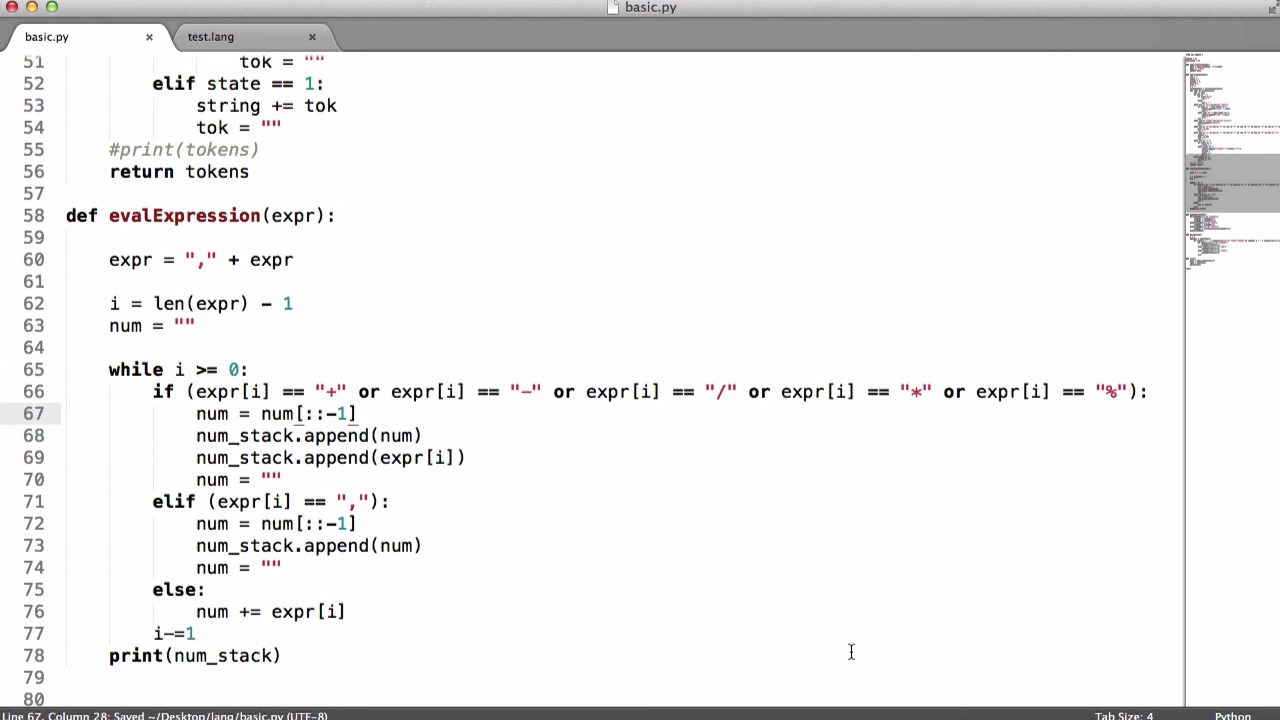 basic.py
basic.py × test.lang ×
51 tok = ""
52 elif state == 1:
53 string += tok
54 tok = ""
55 #print(tokens)
56 return tokens
57
58 def evalExpression(expr):
59
60 expr = "," + expr
61
62 i = len(expr) - 1
63 num = ""
64
65 while i >= 0:
66 if (expr[i] == "+" or expr[i] == "-" or expr[i] == "/" or expr[i] == "*" or expr[i] == "%"):
67 num = num[::-1]
68 num_stack.append(num)
69 num_stack.append(expr[i])
70 num = ""
71 elif (expr[i] == ","):
72 num = num[::-1]
73 num_stack.append(num)
74 num = ""
75 else:
76 num += expr[i]
77 i-=1
78 print(num_stack)
79
80
Line 67, Column 28; Saved ~/Desktop/lang/basic.py (UTF-8) Tab Size: 4 Python